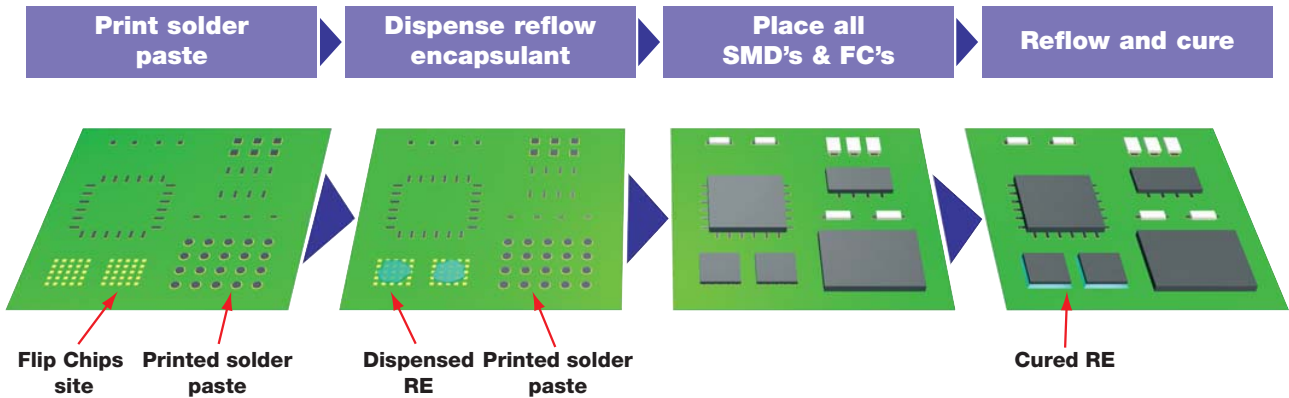 Print solder
paste
Dispense reflow
encapsulant
Place all
SMD's & FC's
Reflow and cure
Flip Chips
site
Printed solder
paste
Dispensed
RE
Printed solder
paste
Cured RE